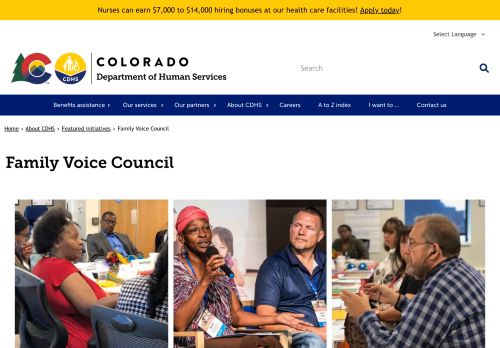 Nurses can earn $7,000 to $14,000 hiring bonuses at our health care facilities! Apply today!
Select Language
COLORADO
Department of Human Services
CDHS
Search
Benefits assistance › Our services › Our partners › About CDHS › Careers A to Z index I want to ... Contact us
Home › About CDHS › Featured initiatives › Family Voice Council
Family Voice Council